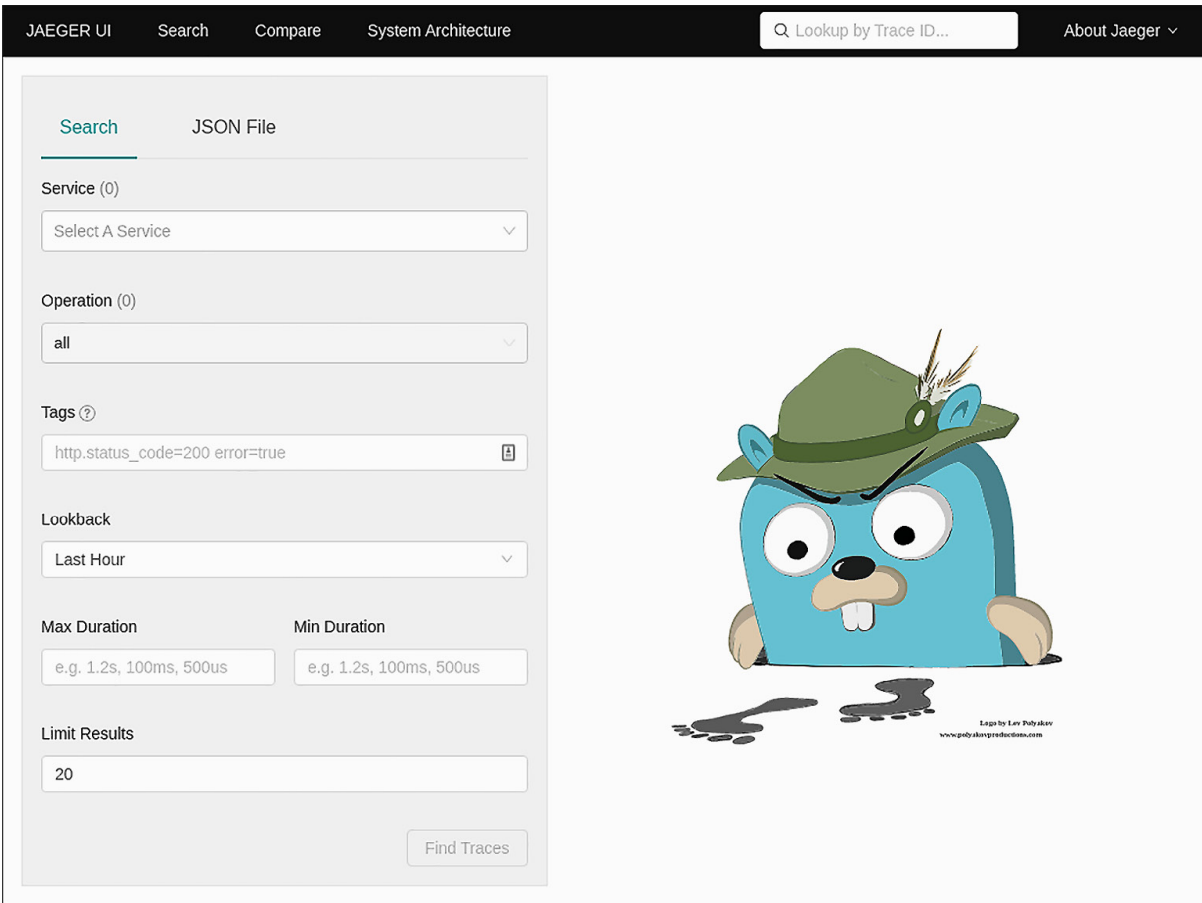 JAEGER UI Search Compare System Architecture Lookup by Trace ID... About Jaeger
Search JSON File
Service (0)
Select A Service
Operation (0)
all
Tags ?
http.status_code=200 error=true
Lookback
Last Hour
Max Duration Min Duration
e.g. 1.2s, 100ms, 500us e.g. 1.2s, 100ms, 500us
Limit Results
20
Find Traces
Logo by Lev Polyakov
www.polyakovproductions.com